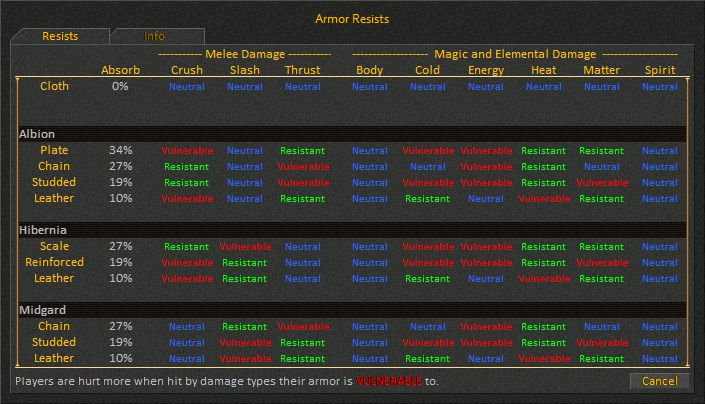 Armor Resists
Resists Info
----------- Melee Damage ----------- ------------------- Magic and Elemental Damage -------------------
Absorb Crush Slash Thrust Body Cold Energy Heat Matter Spirit
Cloth 0% Neutral Neutral Neutral Neutral Neutral Neutral Neutral Neutral Neutral
Albion
Plate 34% Vulnerable Neutral Resistant Neutral Vulnerable Vulnerable Resistant Resistant Neutral
Chain 27% Resistant Neutral Vulnerable Neutral Neutral Vulnerable Resistant Neutral Neutral
Studded 19% Resistant Neutral Vulnerable Neutral Vulnerable Vulnerable Resistant Vulnerable Neutral
Leather 10% Vulnerable Neutral Resistant Neutral Resistant Neutral Vulnerable Resistant Neutral
Hibernia
Scale 27% Resistant Vulnerable Neutral Neutral Vulnerable Vulnerable Resistant Resistant Neutral
Reinforced 19% Vulnerable Resistant Neutral Neutral Vulnerable Vulnerable Resistant Vulnerable Neutral
Leather 10% Vulnerable Resistant Neutral Neutral Resistant Neutral Vulnerable Resistant Neutral
Midgard
Chain 27% Neutral Resistant Vulnerable Neutral Neutral Vulnerable Resistant Neutral Neutral
Studded 19% Neutral Vulnerable Resistant Neutral Vulnerable Vulnerable Resistant Vulnerable Neutral
Leather 10% Neutral Vulnerable Resistant Neutral Resistant Neutral Vulnerable Resistant Neutral
Players are hurt more when hit by damage types their armor is VULNERABLE to. Cancel